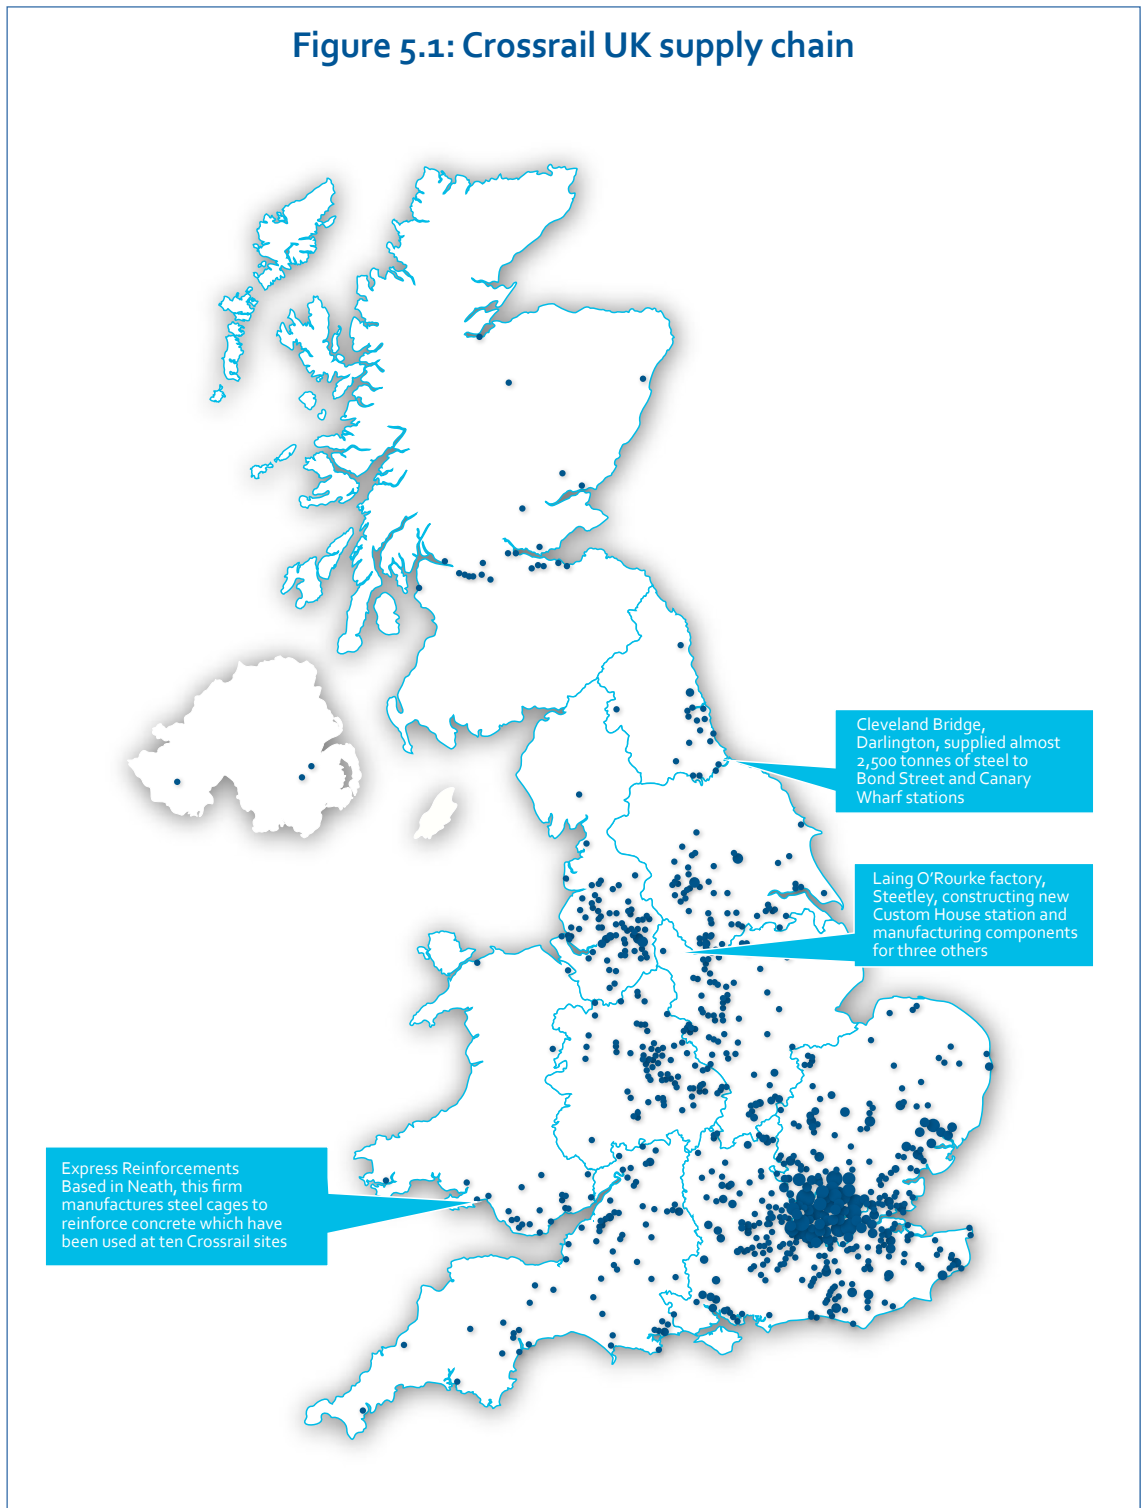 Figure 5.1: Crossrail UK supply chain
Cleveland Bridge,
Darlington, supplied almost
2,500 tonnes of steel to
Bond Street and Canary
Wharf stations
Laing O’Rourke factory,
Steetley, constructing new
Custom House station and
manufacturing components
for three others
Express Reinforcements
Based in Neath, this firm
manufactures steel cages to
reinforce concrete which have
been used at ten Crossrail sites